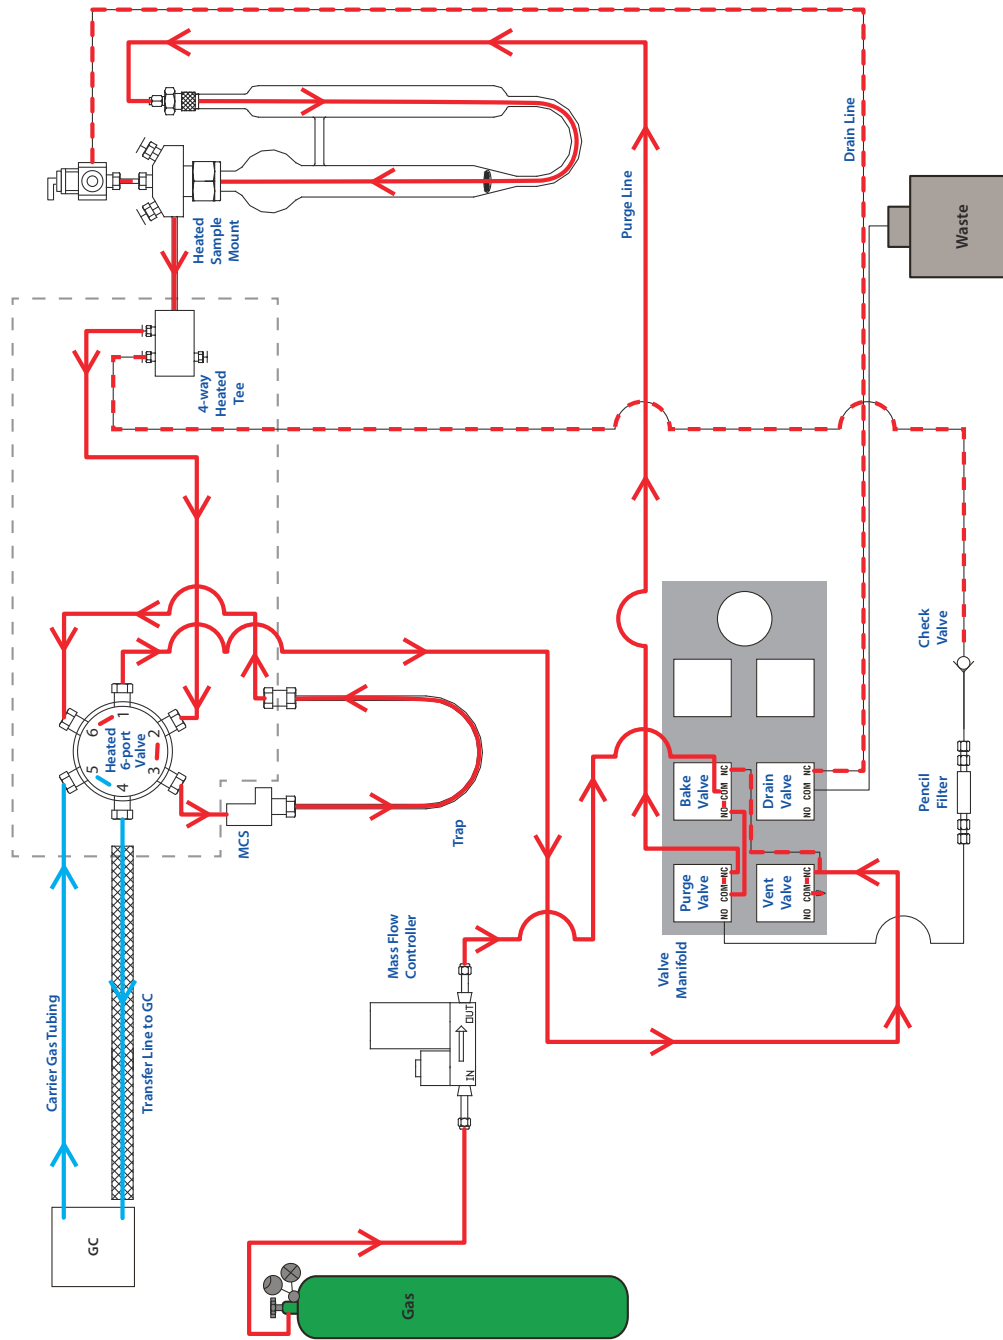 Drain Line
Purge Line
Waste
Heated
Sample
Mount
4-way
Heated
Tee
Check
Valve
Pencil
Filter
Heated
6-port
Valve
1
2
3
4
5
6
MCS
Trap
Bake
Valve
NO COM NC
Drain
Valve
NO COM NC
Purge
Valve
NO COM NC
Vent
Valve
NO COM NC
Valve
Manifold
Mass Flow
Controller
IN
OUT
Carrier Gas Tubing
Transfer Line to GC
GC
Gas